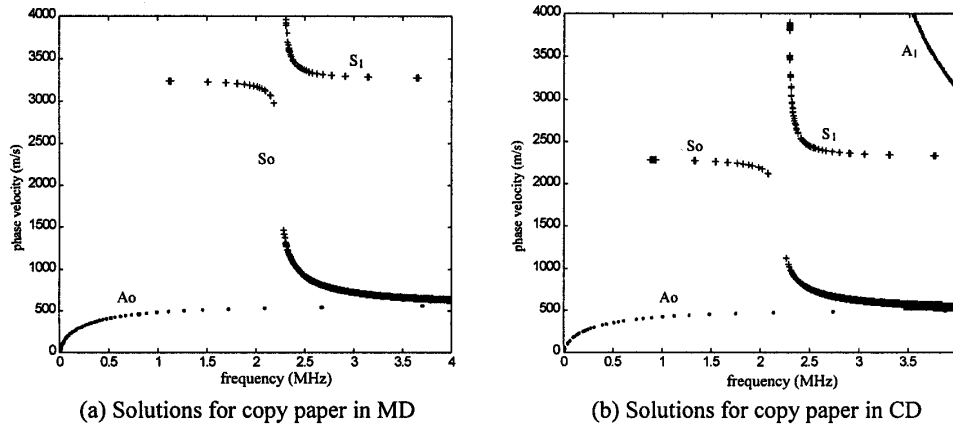 4000
3500
3000
2500
2000
1500
1000
500
0
phase velocity (m/s)
S1
So
Ao
0 0.5 1 1.5 2 2.5 3 3.5 4
frequency (MHz)
(a) Solutions for copy paper in MD
4000
3500
3000
2500
2000
1500
1000
500
0
phase velocity (m/s)
A1
S1
So
Ao
0 0.5 1 1.5 2 2.5 3 3.5
frequency (MHz)
(b) Solutions for copy paper in CD